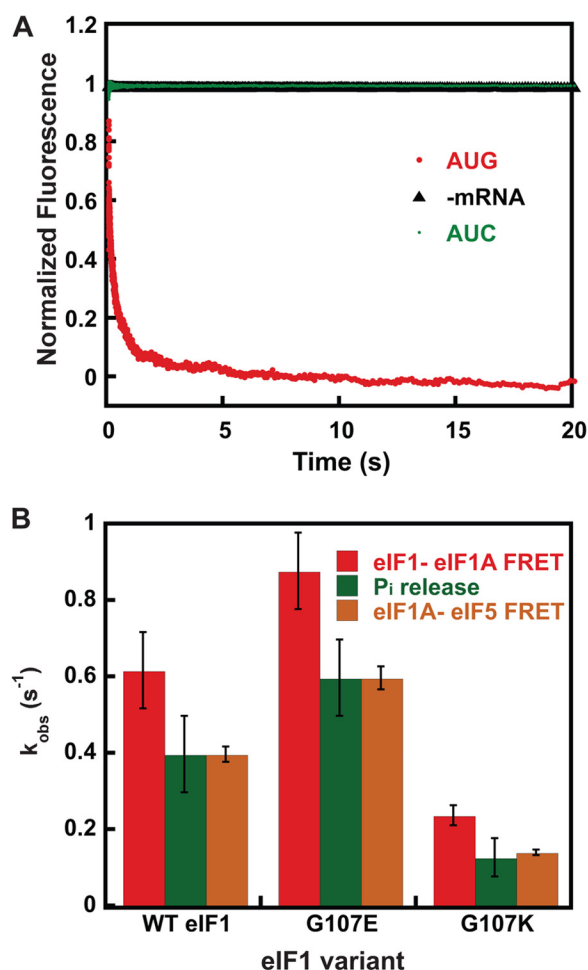 A
Normalized Fluorescence
1.2
1
0.8
0.6
0.4
0.2
0
AUG
-mRNA
AUC
0 5 10 15 20
Time (s)
B
kobs (s-1)
1
0.8
0.6
0.4
0.2
0
eIF1- eIF1A FRET
Pi release
eIF1A- eIF5 FRET
WT eIF1 G107E G107K
eIF1 variant